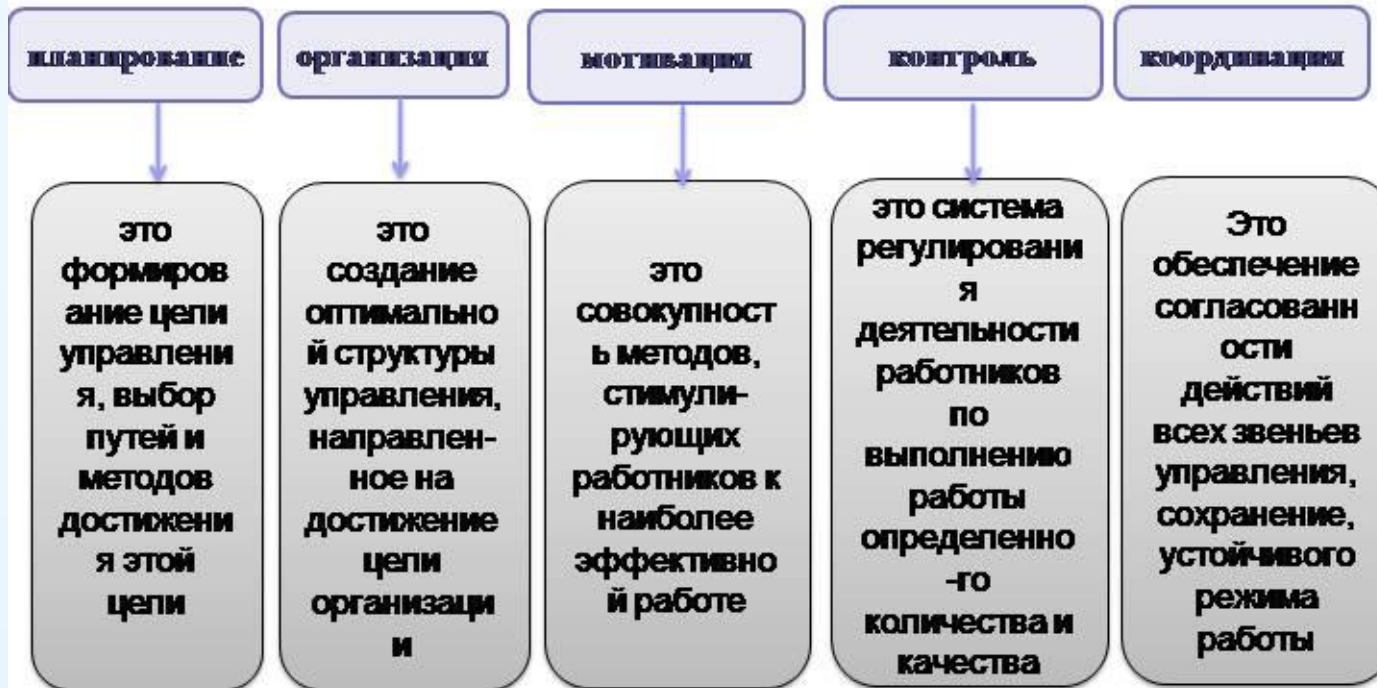 планирование
организация
мотивация
контроль
координация
это
формиров
ание цели
управлени
я, выбор
путей и
методов
достижени
я этой
цели
это
создание
оптимально
й структуры
управления,
направлен-
ное на
достижение
цели
организаци
и
это
совокупност
ь методов,
стимули-
рующих
работников к
наиболее
эффективно
й работе
это система
регулировани
я
деятельности
работников
по
выполнению
работы
определенно
-го
количества и
качества
Это
обеспечение
согласованн
ости
действий
всех звеньев
управления,
сохранение,
устойчивого
режима
работы